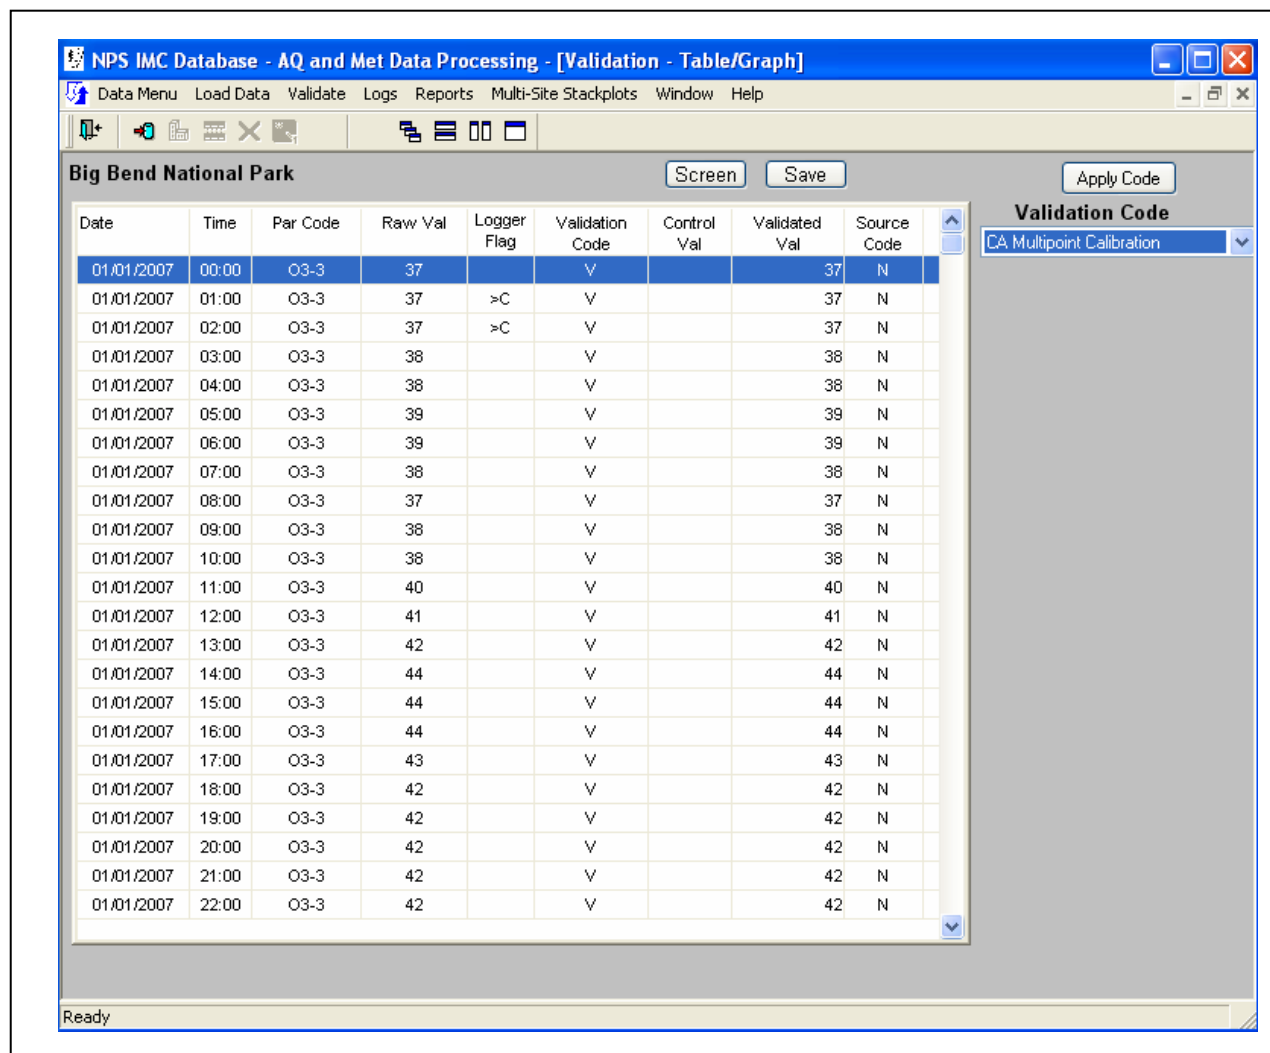 NPS IMC Database - AQ and Met Data Processing - [Validation - Table/Graph]
Data Menu Load Data Validate Logs Reports Multi-Site Stackplots Window Help
Big Bend National Park Screen Save Apply Code
Validation Code
CA Multipoint Calibration
Date Time Par Code Raw Val Logger Flag Validation Code Control Val Validated Val Source Code
01/01/2007 00:00 O3-3 37 V 37 N
01/01/2007 01:00 O3-3 37 >C V 37 N
01/01/2007 02:00 O3-3 37 >C V 37 N
01/01/2007 03:00 O3-3 38 V 38 N
01/01/2007 04:00 O3-3 38 V 38 N
01/01/2007 05:00 O3-3 39 V 39 N
01/01/2007 06:00 O3-3 39 V 39 N
01/01/2007 07:00 O3-3 38 V 38 N
01/01/2007 08:00 O3-3 37 V 37 N
01/01/2007 09:00 O3-3 38 V 38 N
01/01/2007 10:00 O3-3 38 V 38 N
01/01/2007 11:00 O3-3 40 V 40 N
01/01/2007 12:00 O3-3 41 V 41 N
01/01/2007 13:00 O3-3 42 V 42 N
01/01/2007 14:00 O3-3 44 V 44 N
01/01/2007 15:00 O3-3 44 V 44 N
01/01/2007 16:00 O3-3 44 V 44 N
01/01/2007 17:00 O3-3 43 V 43 N
01/01/2007 18:00 O3-3 42 V 42 N
01/01/2007 19:00 O3-3 42 V 42 N
01/01/2007 20:00 O3-3 42 V 42 N
01/01/2007 21:00 O3-3 42 V 42 N
01/01/2007 22:00 O3-3 42 V 42 N
Ready